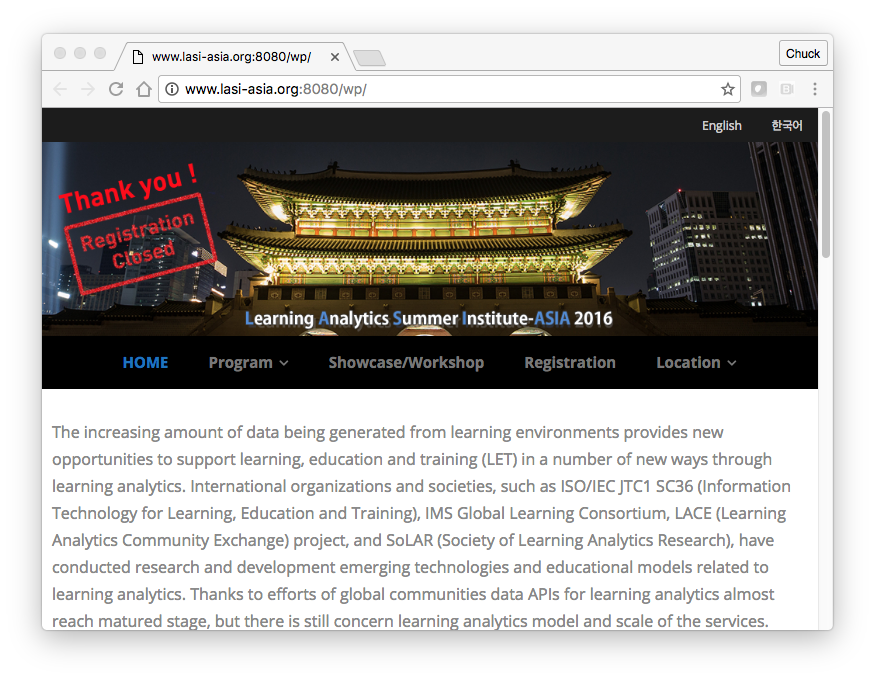 www.lasi-asia.org:8080/wp/
Chuck
www.lasi-asia.org:8080/wp/
English 한국어
Thank you !
Registration
Closed
Learning Analytics Summer Institute-ASIA 2016
HOME Program Showcase/Workshop Registration Location
The increasing amount of data being generated from learning environments provides new
opportunities to support learning, education and training (LET) in a number of new ways through
learning analytics. International organizations and societies, such as ISO/IEC JTC1 SC36 (Information
Technology for Learning, Education and Training), IMS Global Learning Consortium, LACE (Learning
Analytics Community Exchange) project, and SoLAR (Society of Learning Analytics Research), have
conducted research and development emerging technologies and educational models related to
learning analytics. Thanks to efforts of global communities data APIs for learning analytics almost
reach matured stage, but there is still concern learning analytics model and scale of the services.